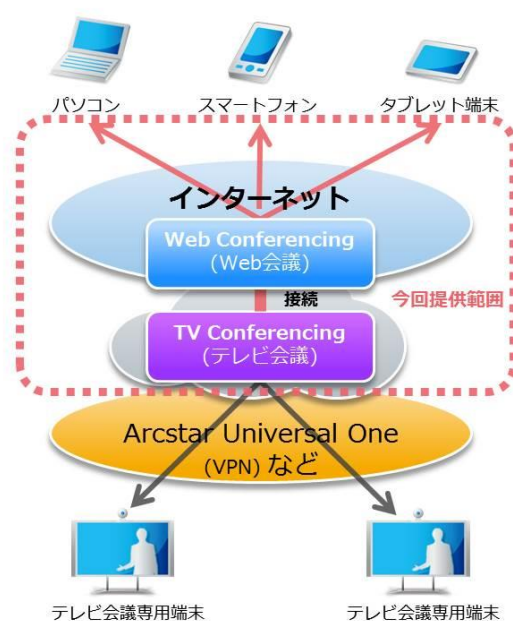 パソコン
スマートフォン
タブレット端末
インターネット
Web Conferencing
(Web会議)
接続
今回提供範囲
TV Conferencing
(テレビ会議)
Arcstar Universal One
(VPN) など
テレビ会議専用端末
テレビ会議専用端末